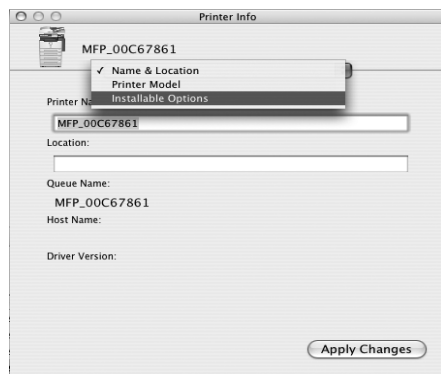 Printer Info
MFP_00C67861
✓ Name & Location
Printer Model
Installable Options
Printer Na
MFP_00C67861
Location:
Queue Name:
MFP_00C67861
Host Name:
Driver Version:
Apply Changes